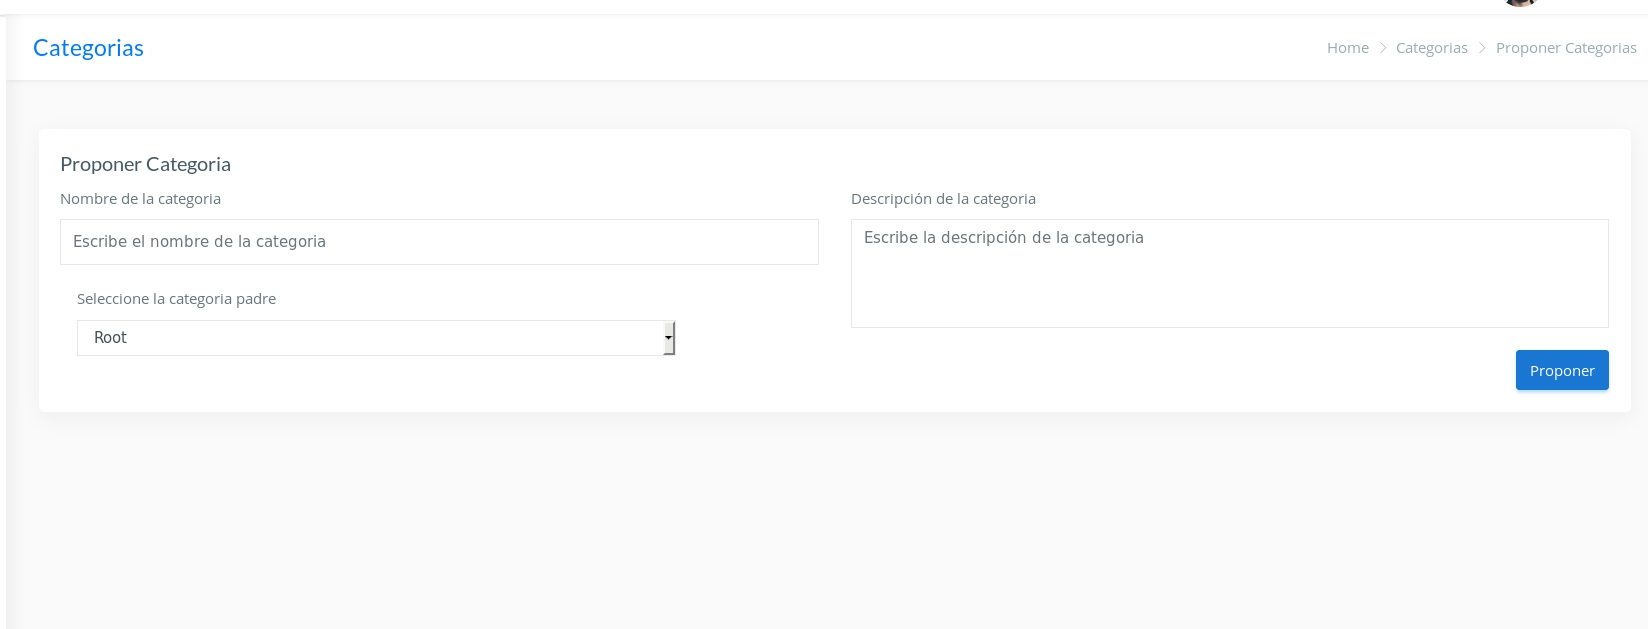 Categorias
Home > Categorias > Proponer Categorias
Proponer Categoria
Nombre de la categoria
Escribe el nombre de la categoria
Seleccione la categoria padre
Root
Descripción de la categoria
Escribe la descripción de la categoria
Proponer